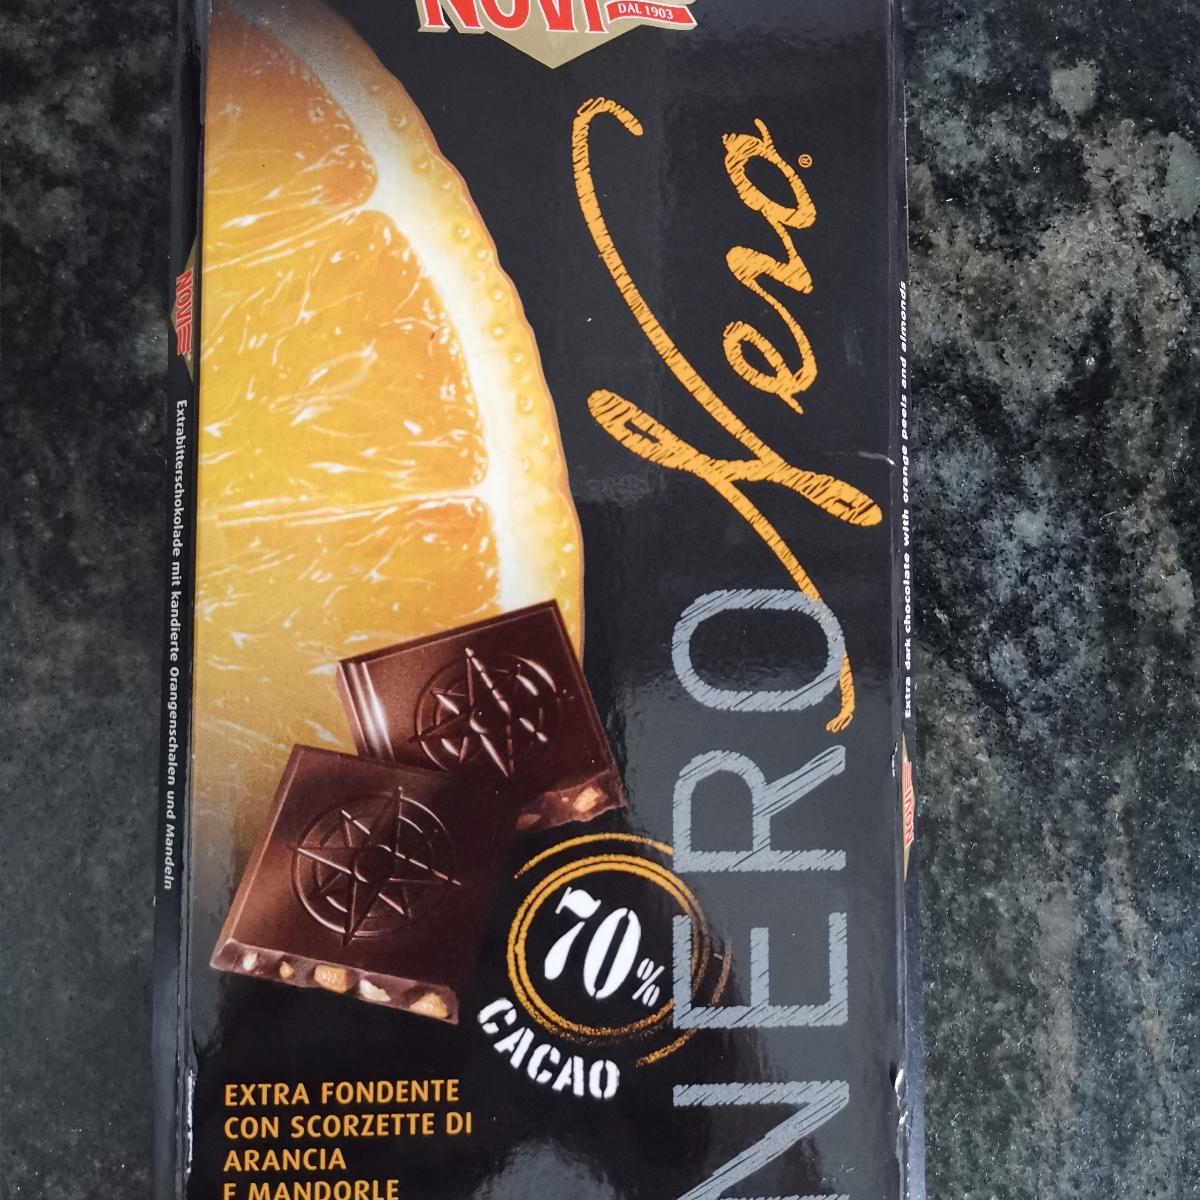 NOVI
DAL 1903
Nero®
NERO
70%
CACAO
EXTRA FONDENTE
CON SCORZETTE DI
ARANCIA
E MANDORLE
NOVI
Extrabitterschokolade mit kandierte Orangenschalen und Mandeln
Extra dark chocolate with orange peels and almonds
NOVI